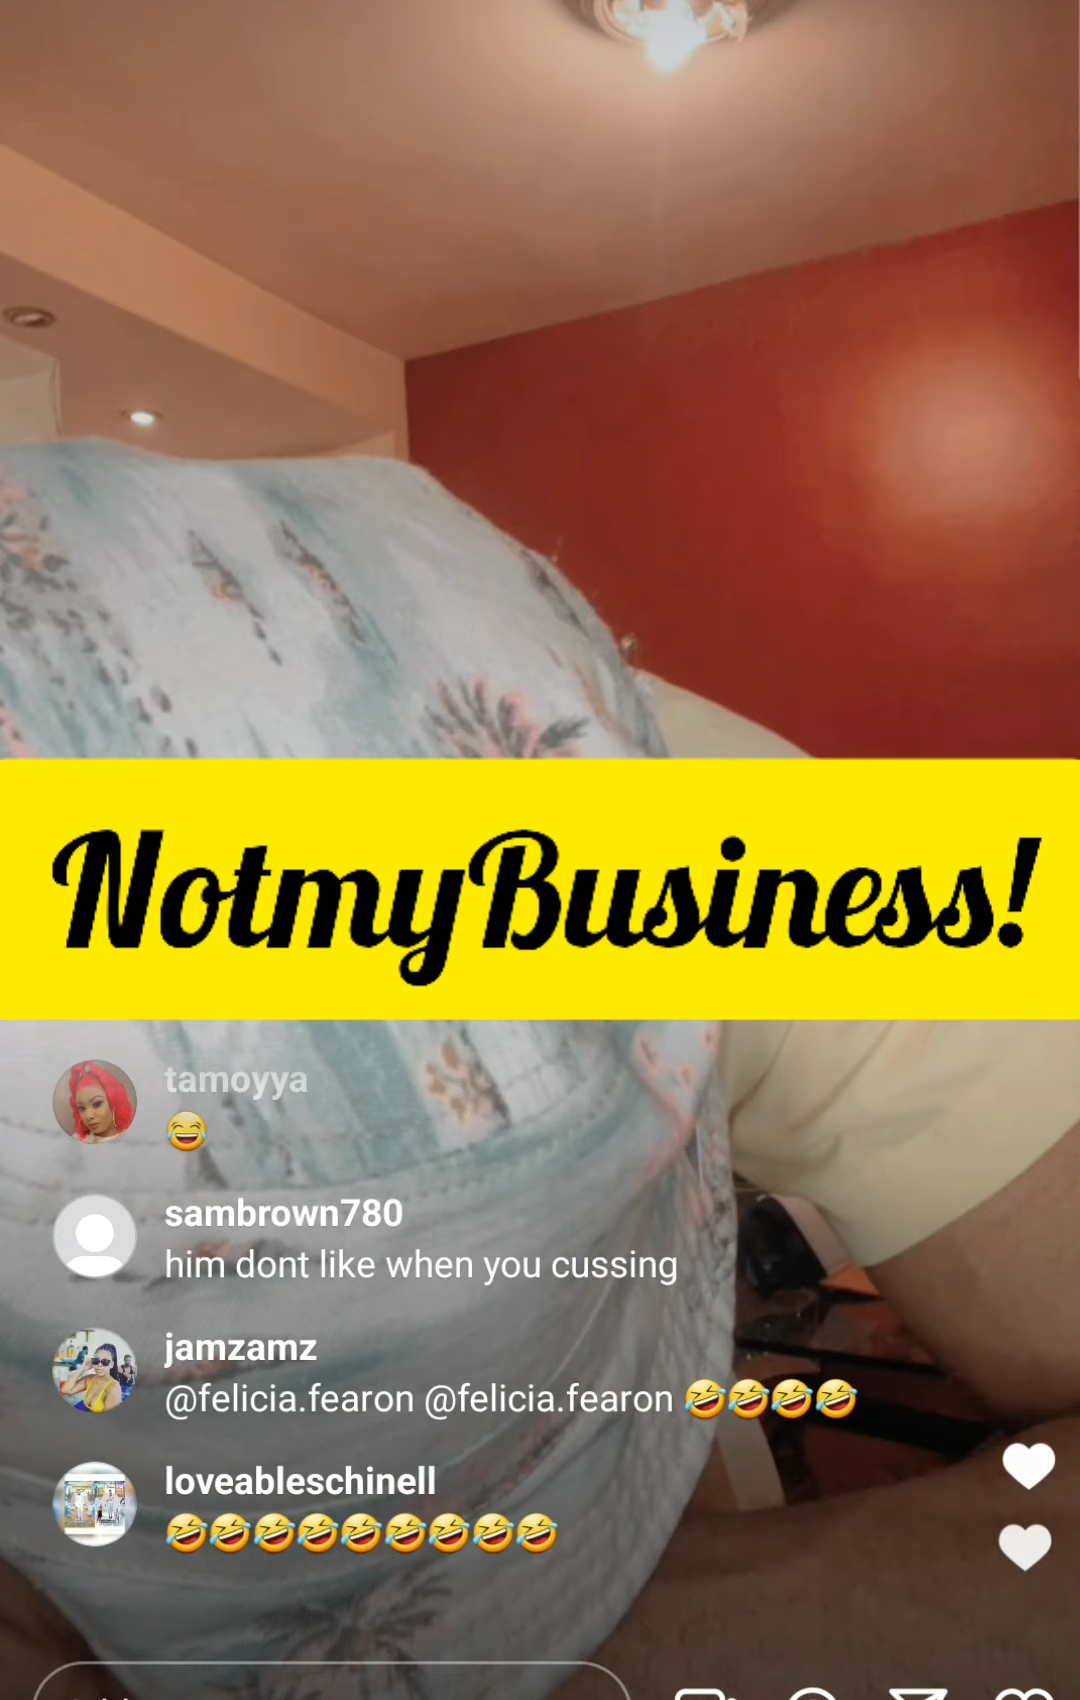 NotmyBusiness!
tamoyya
😂
sambrown780
him dont like when you cussing
jamzamz
@felicia.fearon @felicia.fearon 🤣🤣🤣🤣
loveableschinell
🤣🤣🤣🤣🤣🤣🤣🤣🤣